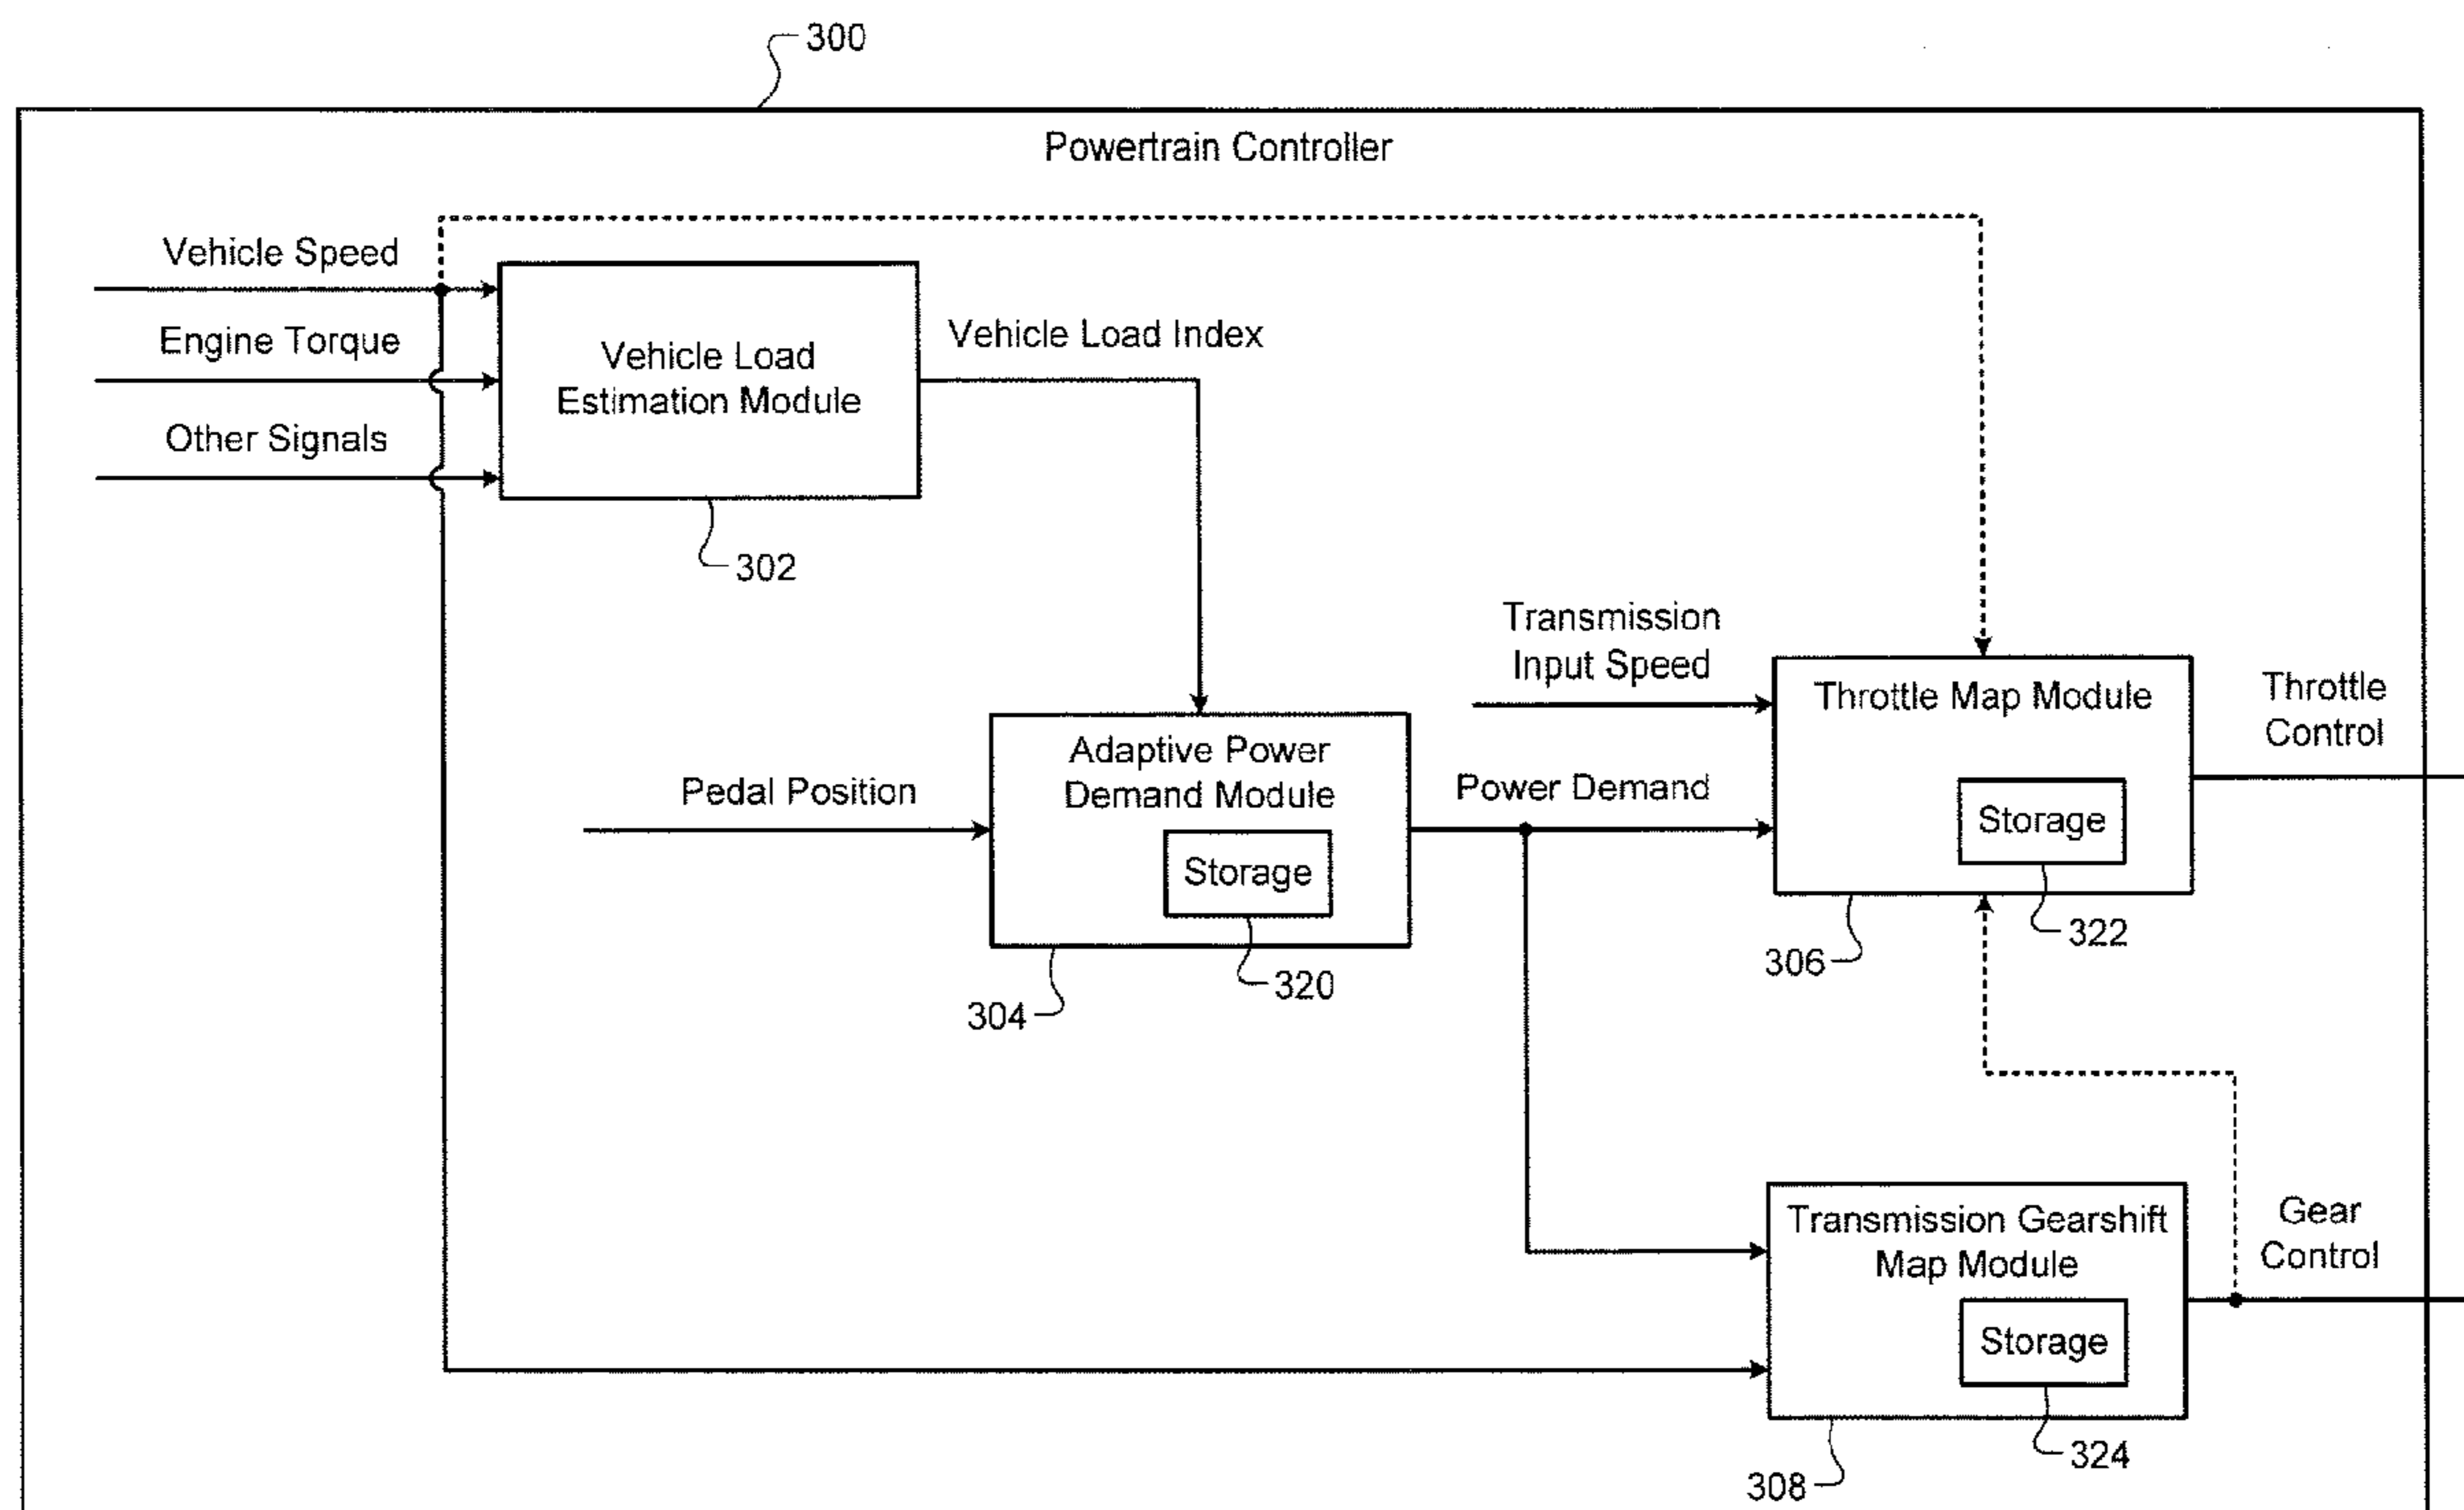 300
Powertrain Controller
Vehicle Speed
Engine Torque
Other Signals
Vehicle Load
Estimation Module
302
Vehicle Load Index
Pedal Position
Adaptive Power
Demand Module
Storage
320
304
Transmission
Input Speed
Power Demand
Throttle Map Module
Storage
322
306
Throttle
Control
Transmission Gearshift
Map Module
Storage
324
308
Gear
Control